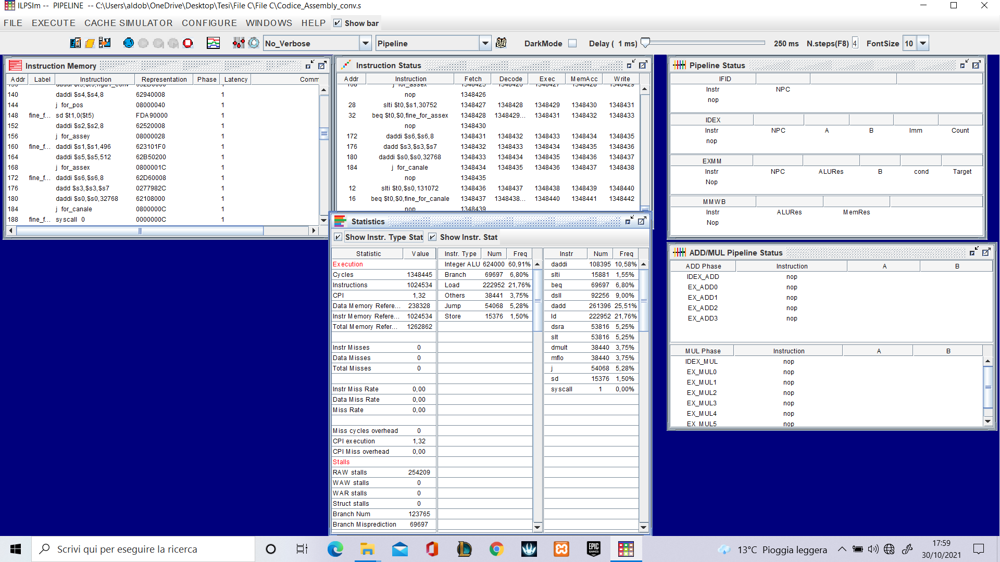 ILPSIm -- PIPELINE -- C:\Users\aldob\OneDrive\Desktop\Tesi\File C\File C\Codice_Assembly_conv.s
FILE EXECUTE CACHE SIMULATOR CONFIGURE WINDOWS HELP Show bar
No_Verbose Pipeline DarkMode Delay ( 1 ms) 250 ms N.steps(F8) 4 FontSize 10
Instruction Memory
Addr Label Instruction Representation Phase Latency Comm
140 daddi $s4,$s4,8 62940008 1
144 j for_pos 08000040 1
148 fine_f... sd $t1,0($t5) FDA90000 1
152 daddi $s2,$s2,8 62520008 1
156 j for_assey 08000028 1
160 fine_f... daddi $s1,$s1,496 623101F0 1
164 daddi $s5,$s5,512 62B50200 1
168 j for_assex 0800001C 1
172 fine_f... daddi $s6,$s6,8 62D60008 1
176 dadd $s3,$s3,$s7 0277982C 1
180 daddi $s0,$s0,32768 62108000 1
184 j for_canale 0800000C 1
188 fine_f... syscall 0 0000000C 1
Instruction Status
Addr Instruction Fetch Decode Exec MemAcc Write
168 j for_assex 1348425 1348426 1348427 1348428 1348429
nop 1348426
28 slti $t0,$s1,30752 1348427 1348428 1348429 1348430 1348431
32 beq $t0,$0,fine_for_assex 1348428 1348429... 1348431 1348432 1348433
nop 1348430
172 daddi $s6,$s6,8 1348431 1348432 1348433 1348434 1348435
176 dadd $s3,$s3,$s7 1348432 1348433 1348434 1348435 1348436
180 daddi $s0,$s0,32768 1348433 1348434 1348435 1348436 1348437
184 j for_canale 1348434 1348435 1348436 1348437 1348438
nop 1348435
12 slti $t0,$s0,131072 1348436 1348437 1348438 1348439 1348440
16 beq $t0,$0,fine_for_canale 1348437 1348438... 1348440 1348441 1348442
nop 1348439
Statistics
Show Instr. Type Stat Show Instr. Stat
Statistic Value
Execution
Cycles 1348445
Instructions 1024534
CPI 1,32
Data Memory Refere... 238328
Instr Memory Refere... 1024534
Total Memory Refer... 1262862
Instr Misses 0
Data Misses 0
Total Misses 0
Instr Miss Rate 0,00
Data Miss Rate 0,00
Miss Rate 0,00
Miss cycles overhead 0
CPI execution 1,32
CPI Miss overhead 0,00
Stalls
RAW stalls 254209
WAW stalls 0
WAR stalls 0
Struct stalls 0
Branch Num 123765
Branch Misprediction 69697
Instr. Type Num Freq
Integer ALU 624000 60,91%
Branch 69697 6,80%
Load 222952 21,76%
Others 38441 3,75%
Jump 54068 5,28%
Store 15376 1,50%
Instr Num Freq
daddi 108395 10,58%
slti 15881 1,55%
beq 69697 6,80%
dsll 92256 9,00%
dadd 261396 25,51%
ld 222952 21,76%
dsra 53816 5,25%
slt 53816 5,25%
dmult 38440 3,75%
mflo 38440 3,75%
j 54068 5,28%
sd 15376 1,50%
syscall 1 0,00%
Pipeline Status
IFID
Instr NPC
nop
IDEX
Instr NPC A B Imm Count
nop
EXMM
Instr NPC ALURes B cond Target
Nop
MMWB
Instr ALURes MemRes
Nop
ADD/MUL Pipeline Status
ADD Phase Instruction A B
IDEX_ADD nop
EX_ADD0 nop
EX_ADD1 nop
EX_ADD2 nop
EX_ADD3 nop
MUL Phase Instruction A B
IDEX_MUL nop
EX_MUL0 nop
EX_MUL1 nop
EX_MUL2 nop
EX_MUL3 nop
EX_MUL4 nop
EX_MUL5 nop
Scrivi qui per eseguire la ricerca
EPIC GAMES
13°C Pioggia leggera
17:59
30/10/2021